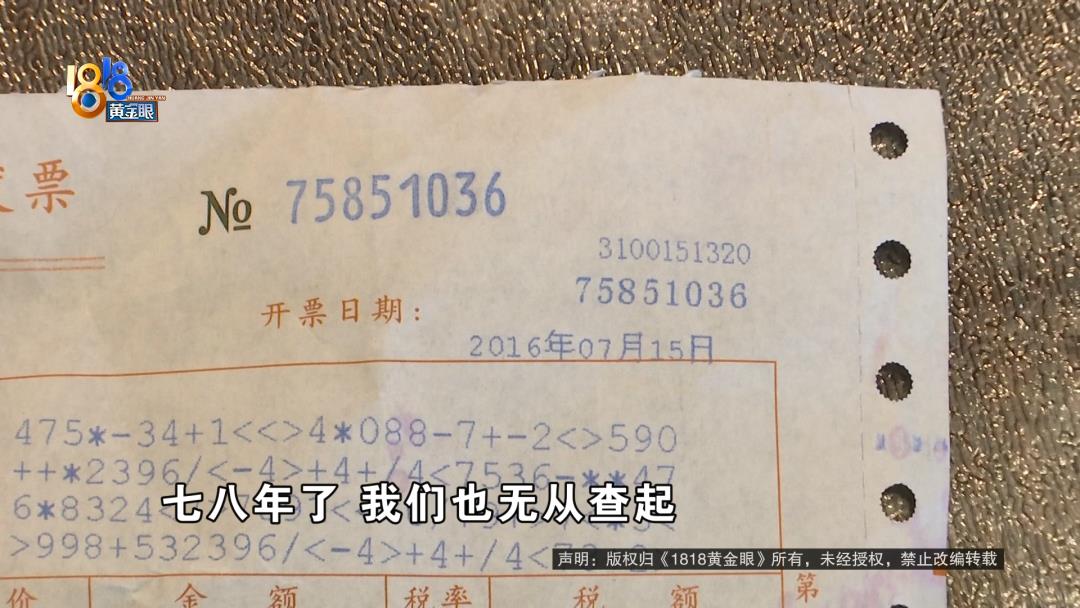 1818
HUANG JIN YAN
黄金眼
票
№ 75851036
3100151320
75851036
开票日期:
2016年07月15日
475*-34+1<<>4*088-7+-2<>590
++*2396/<-4>+4+/4<7536-**47
6*8324
七八年了 我们也无从查起
>998+532396/<-4>+4+/4<7
声明：版权归《1818黄金眼》所有，未经授权，禁止改编转载
价 金 额 税率 税 额 第